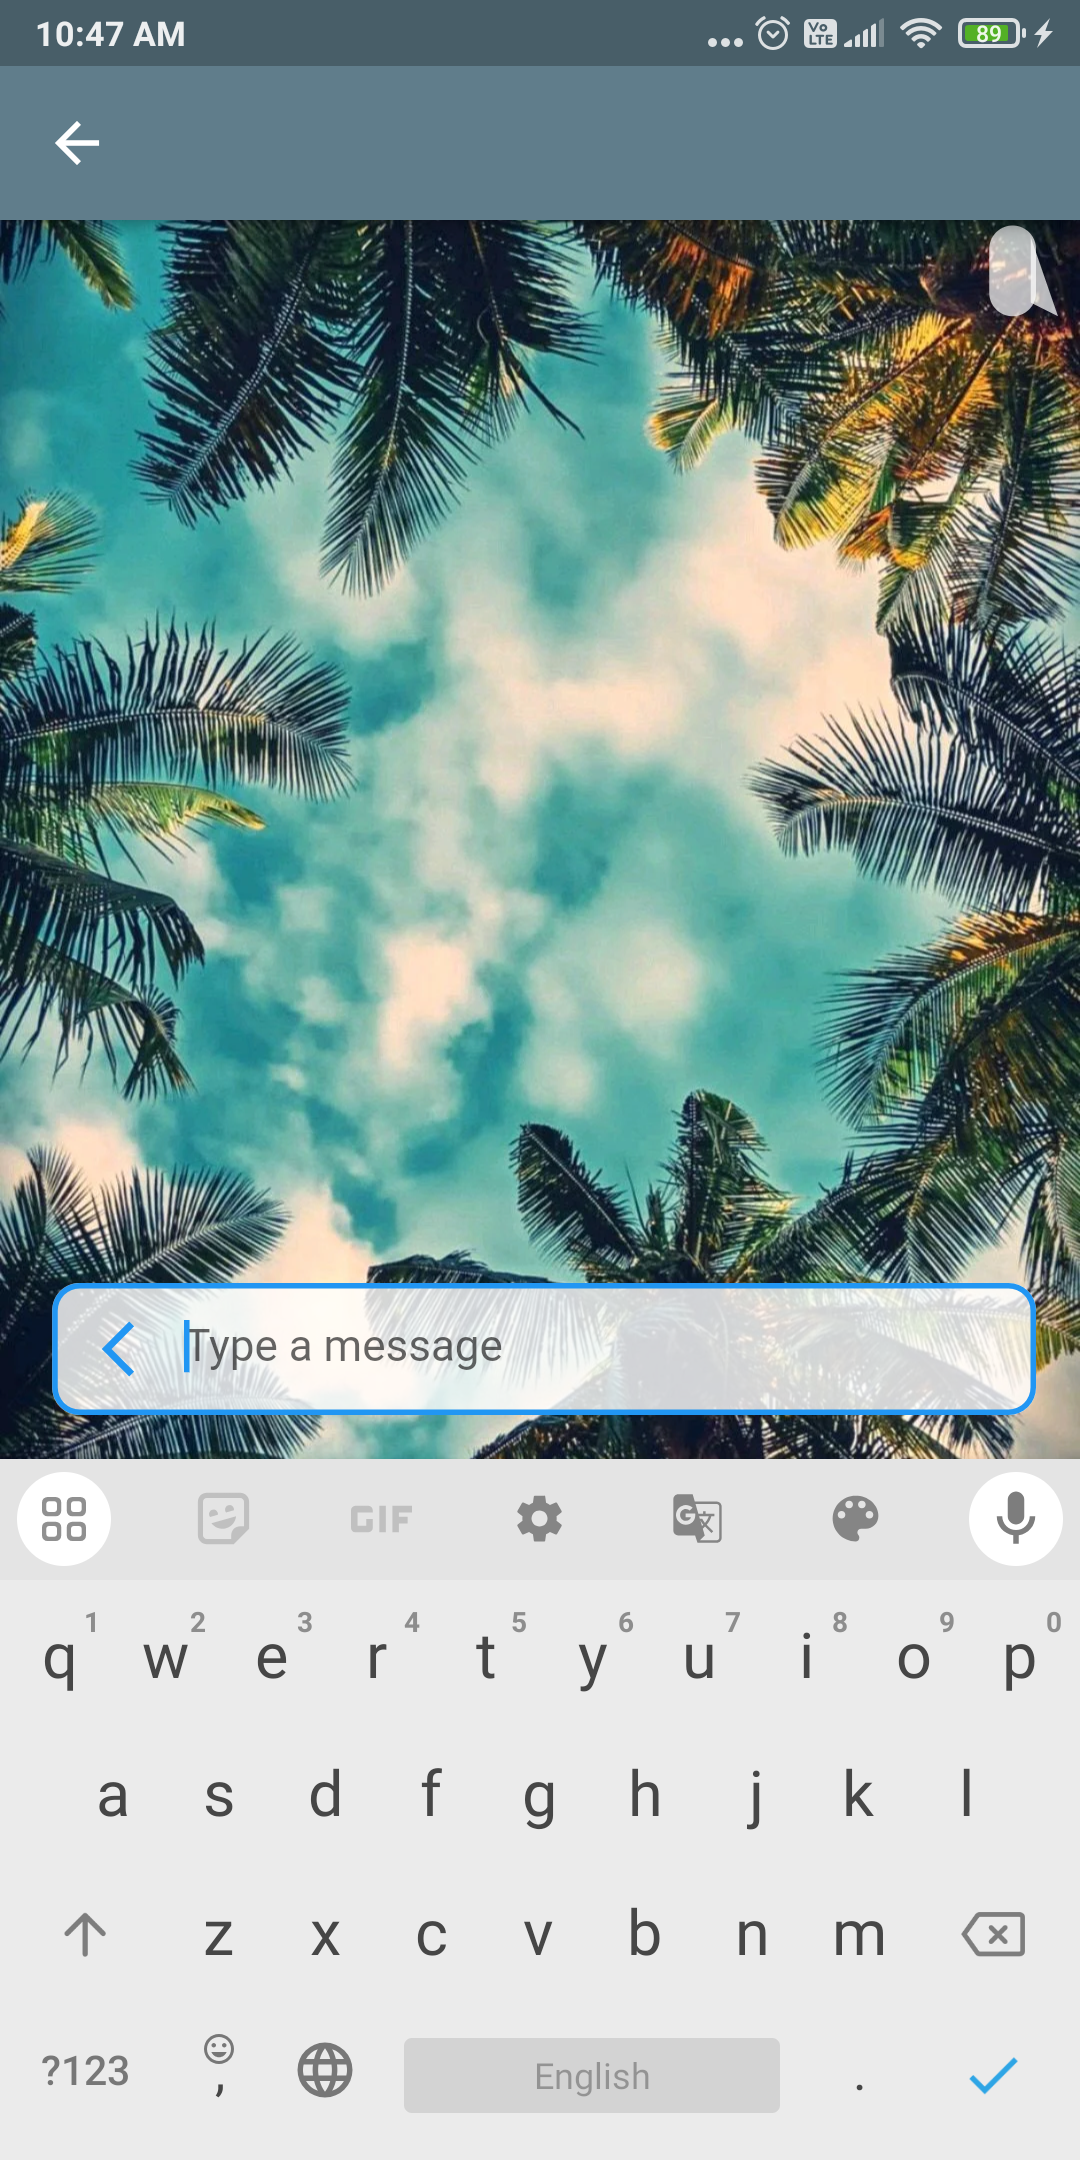 10:47 AM
Vo LTE
89
Type a message
GIF
G 文
1 2 3 4 5 6 7 8 9 0
q w e r t y u i o p
a s d f g h j k l
z x c v b n m
?123 , English .